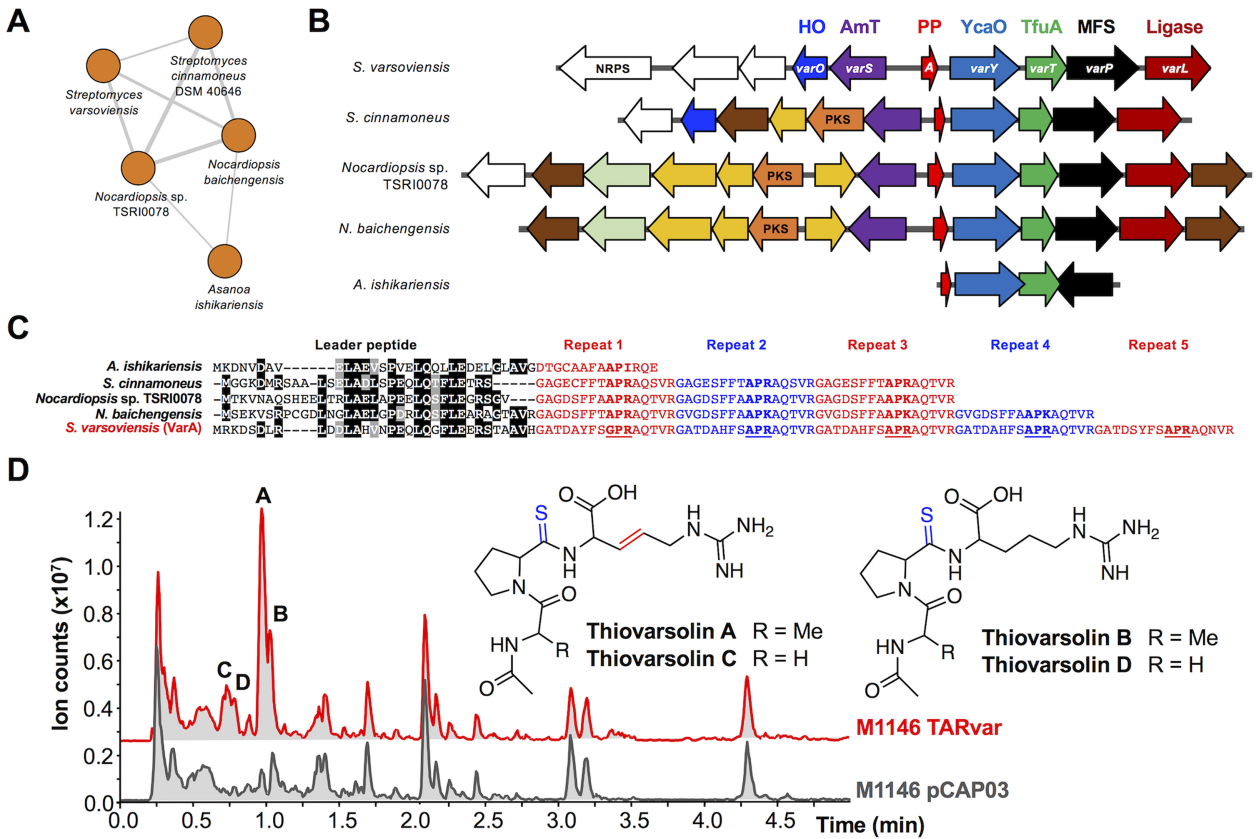 A
Streptomyces
cinnamoneus
DSM 40646
Streptomyces
varsoviensis
Nocardiopsis
baichengensis
Nocardiopsis sp.
TSRI0078
Asanoa
ishikariensis
B
HO AmT PP YcaO TfuA MFS Ligase
S. varsoviensis NRPS varO varS A varY varT varP varL
S. cinnamoneus PKS
Nocardiopsis sp.
TSRI0078 PKS
N. baichengensis PKS
A. ishikariensis
C
Leader peptide Repeat 1 Repeat 2 Repeat 3 Repeat 4 Repeat 5
A. ishikariensis MKDNVDAV-----ELAEVSPVELQQLLEDELGLAVGDTGCAAFAAPIRQE
S. cinnamoneus -MGGKDMRSAA--LSELADLSPEQLQTFLETRS-----GAGECFFTAPRAQSVRGAGESFFTAPRAQSVRGAGESFFTAPRAQTVR
Nocardiopsis sp. TSRI0078 -MTKVNAQSHEELTRLAELAPEELQSFLEGRSGV----GAGDSFFAAPRAQTVRGAGDSFFAPKAQTVRGAGDSFFTAPKAQTVR
N. baichengensis -MSEKVSRPCGDLNGLAELGPDRLQSFLEARAGTAVRGAGDSFFTAPRAQTVRGVGDSFFTAPKAQTVRGVGDSFFTAPKAQTVRGVGDSFFAAPKAQTVR
S. varsoviensis (VarA) -MRKDSDLR----LDDLAHVNPEQLQGFLEERSTAAVHGATDAYFSGPRAQTVRGATDAHFSAPRAQTVRGATDAHFSAPRAQTVRGATDAHFSAPRAQTVRGATDSYFSAPRAQNVR
D
A
B
C
D
S
O
OH
H
N
NH2
N
H
NH
N
O
HN
R
O
Thiovarsolin A R = Me
Thiovarsolin C R = H
S
O
OH
H
N
NH2
N
H
NH
N
O
HN
R
O
Thiovarsolin B R = Me
Thiovarsolin D R = H
M1146 TARvar
M1146 pCAP03
Ion counts (x10⁷)
1.2
1.0
0.8
0.6
0.4
0.2
0.0
0.0 0.5 1.0 1.5 2.0 2.5 3.0 3.5 4.0 4.5 Time (min)